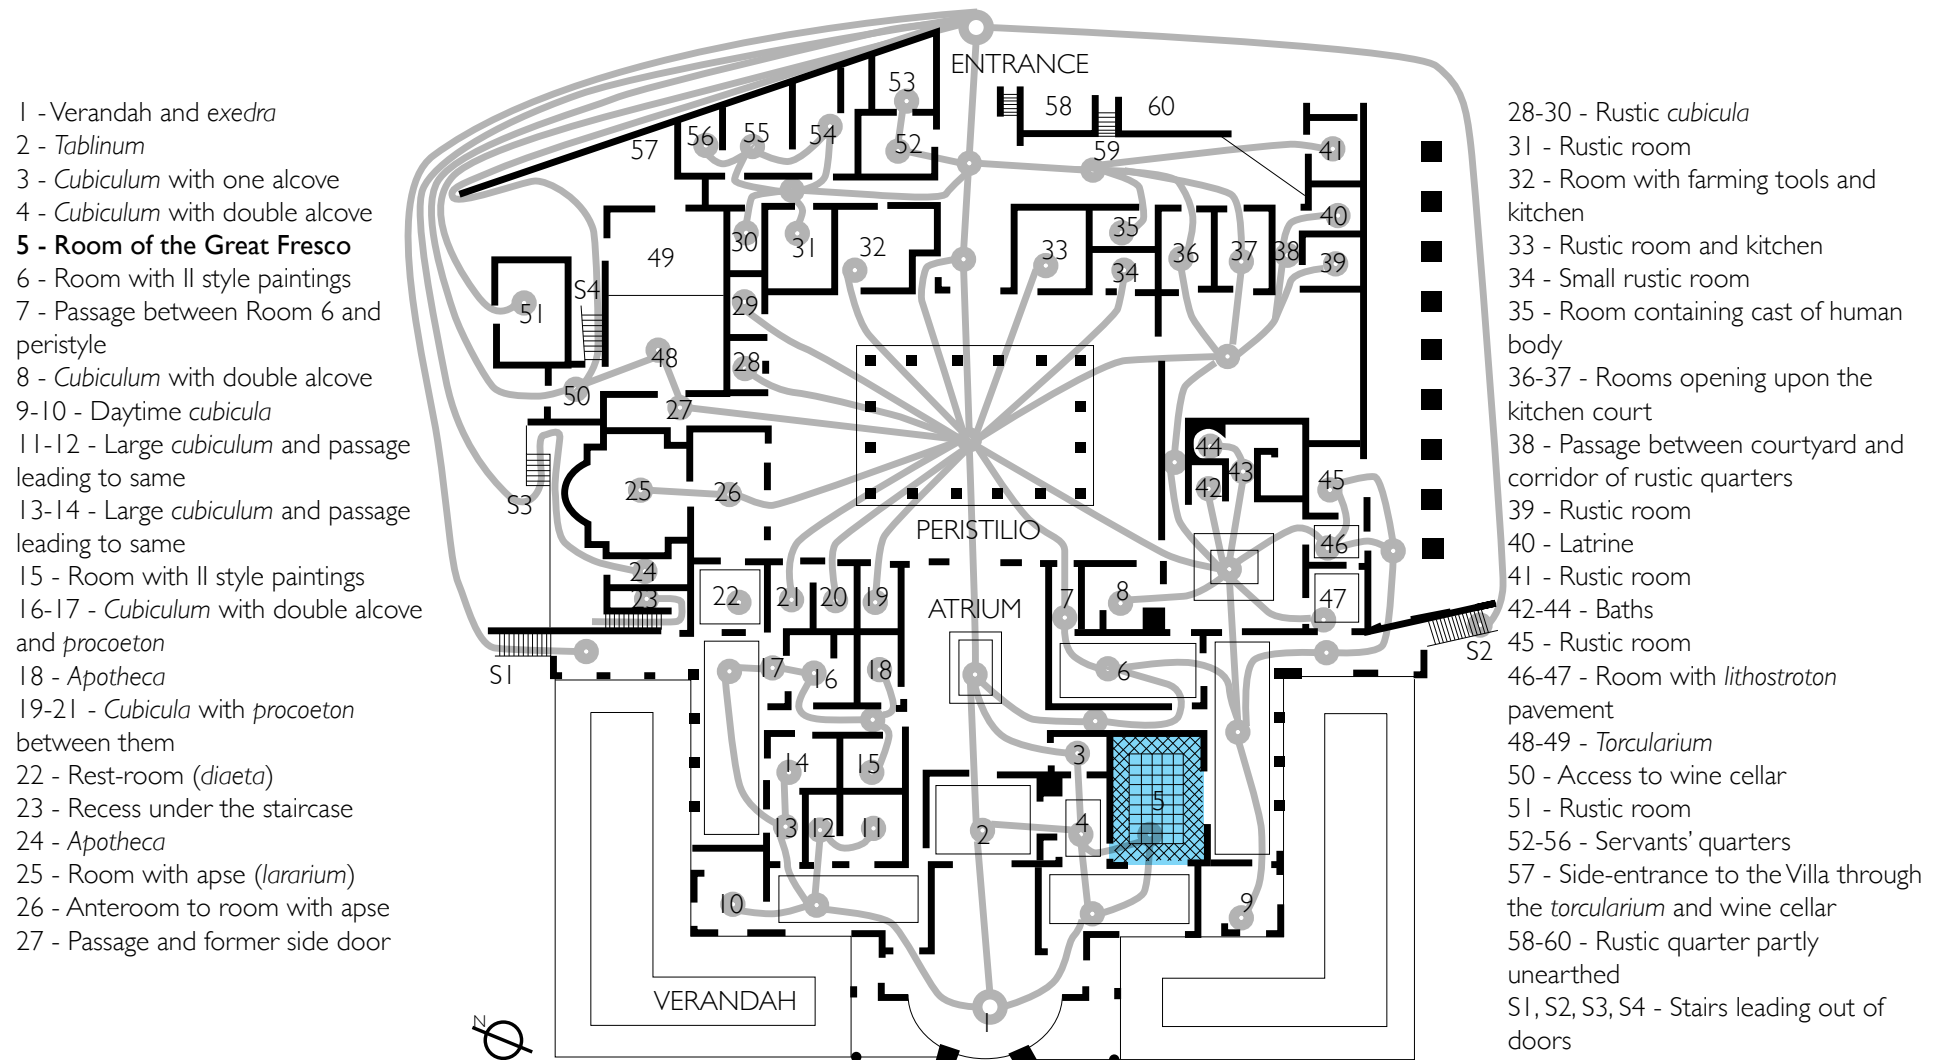 1 - Verandah and exedra
2 - Tablinum
3 - Cubiculum with one alcove
4 - Cubiculum with double alcove
5 - Room of the Great Fresco
6 - Room with II style paintings
7 - Passage between Room 6 and
peristyle
8 - Cubiculum with double alcove
9-10 - Daytime cubicula
11-12 - Large cubiculum and passage
leading to same
13-14 - Large cubiculum and passage
leading to same
15 - Room with II style paintings
16-17 - Cubiculum with double alcove
and procoeton
18 - Apotheca
19-21 - Cubicula with procoeton
between them
22 - Rest-room (diaeta)
23 - Recess under the staircase
24 - Apotheca
25 - Room with apse (lararium)
26 - Anteroom to room with apse
27 - Passage and former side door
ENTRANCE
53
58
60
56
55
54
57
52
59
41
30
31
32
33
35
36
37
38
40
39
34
49
S4
51
29
48
28
50
27
44
43
42
45
25
26
S3
PERISTILIO
46
24
23
22
21
20
19
ATRIUM
7
8
47
S1
17
16
18
6
S2
14
15
3
5
13
12
11
2
4
10
9
VERANDAH
1
N
28-30 - Rustic cubicula
31 - Rustic room
32 - Room with farming tools and
kitchen
33 - Rustic room and kitchen
34 - Small rustic room
35 - Room containing cast of human
body
36-37 - Rooms opening upon the
kitchen court
38 - Passage between courtyard and
corridor of rustic quarters
39 - Rustic room
40 - Latrine
41 - Rustic room
42-44 - Baths
45 - Rustic room
46-47 - Room with lithostroton
pavement
48-49 - Torcularium
50 - Access to wine cellar
51 - Rustic room
52-56 - Servants' quarters
57 - Side-entrance to the Villa through
the torcularium and wine cellar
58-60 - Rustic quarter partly
unearthed
S1, S2, S3, S4 - Stairs leading out of
doors